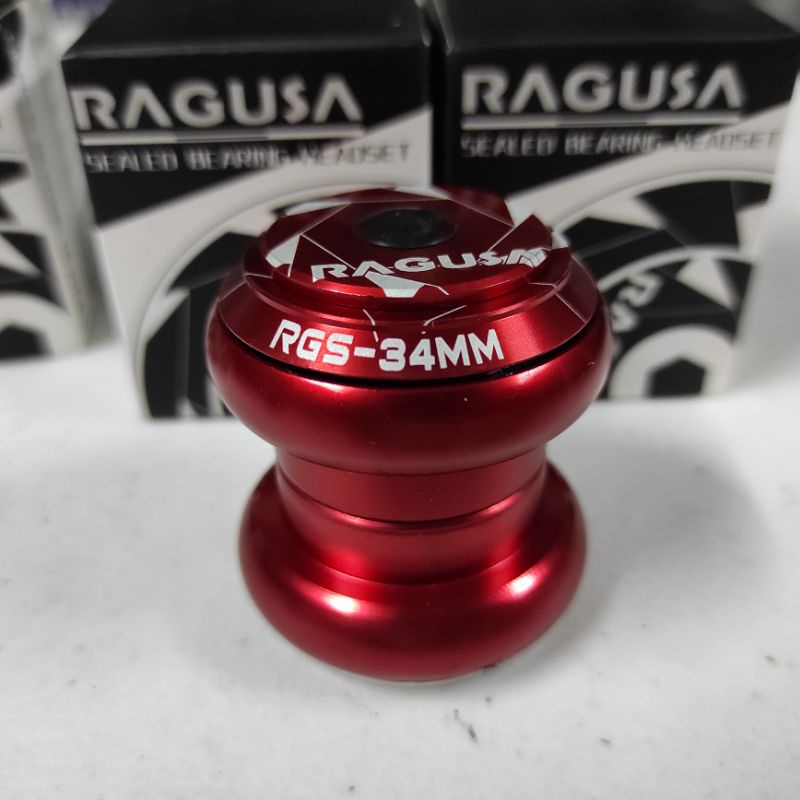 RAGUSA
SEALED BEARING HEADSET
RAGUSA
SEALED BEARING HEADSET
RAGUSA
RGS-34MM